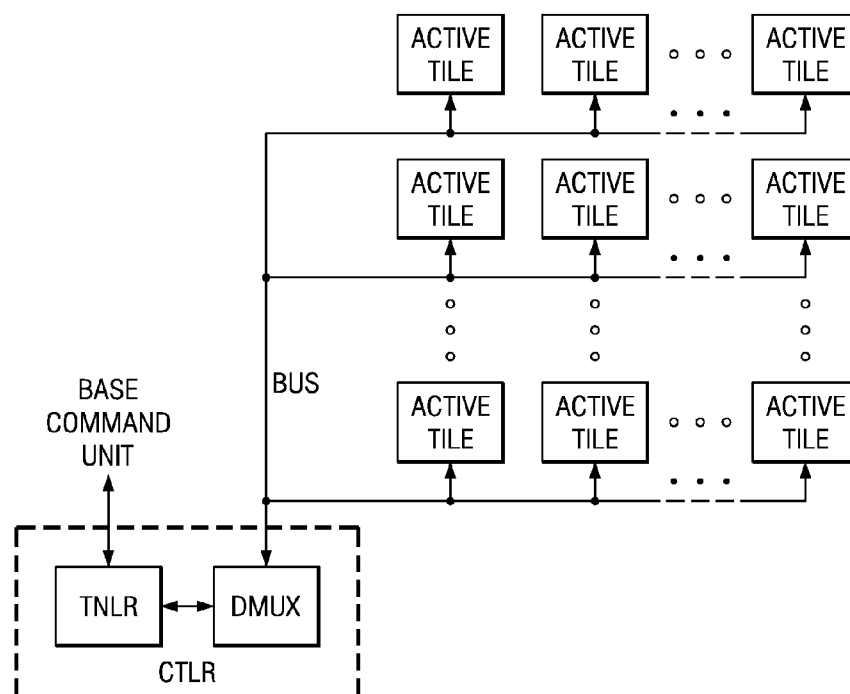 ACTIVE ACTIVE ACTIVE
TILE TILE TILE
ACTIVE ACTIVE ACTIVE
TILE TILE TILE
BUS
BASE
COMMAND
UNIT
ACTIVE ACTIVE ACTIVE
TILE TILE TILE
TNLR DMUX
CTLR